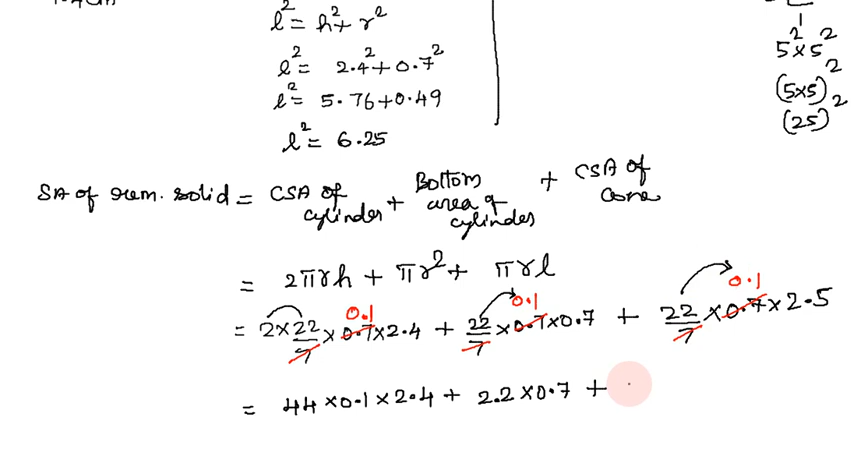 l² = h² + r²
l² = 2.4² + 0.7²
l² = 5.76 + 0.49
l² = 6.25
5² × 5²
(5×5)²
(25)²
SA of rem. solid = CSA of cylinder + Bottom area of cylinder + CSA of cone
= 2πrh + πr² + πrl
0.1 0.1 0.1
= 2 × 22/7 × 0.7 × 2.4 + 22/7 × 0.7 × 0.7 + 22/7 × 0.7 × 2.5
= 44 × 0.1 × 2.4 + 2.2 × 0.7 +